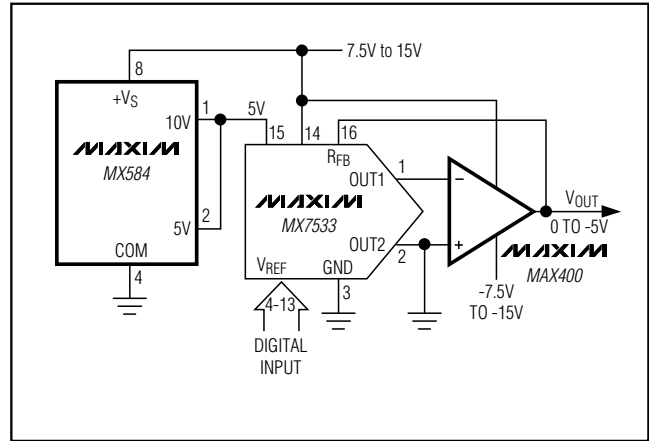 7.5V to 15V
8
+VS
10V
1
5V
15
14
16
MAXIM
MX584
RFB
OUT1
1
–
MAXIM
MX7533
5V
2
OUT2
2
+
VOUT
0 TO -5V
MAXIM
MAX400
COM
4
VREF
GND
3
4-13
-7.5V
TO -15V
DIGITAL
INPUT